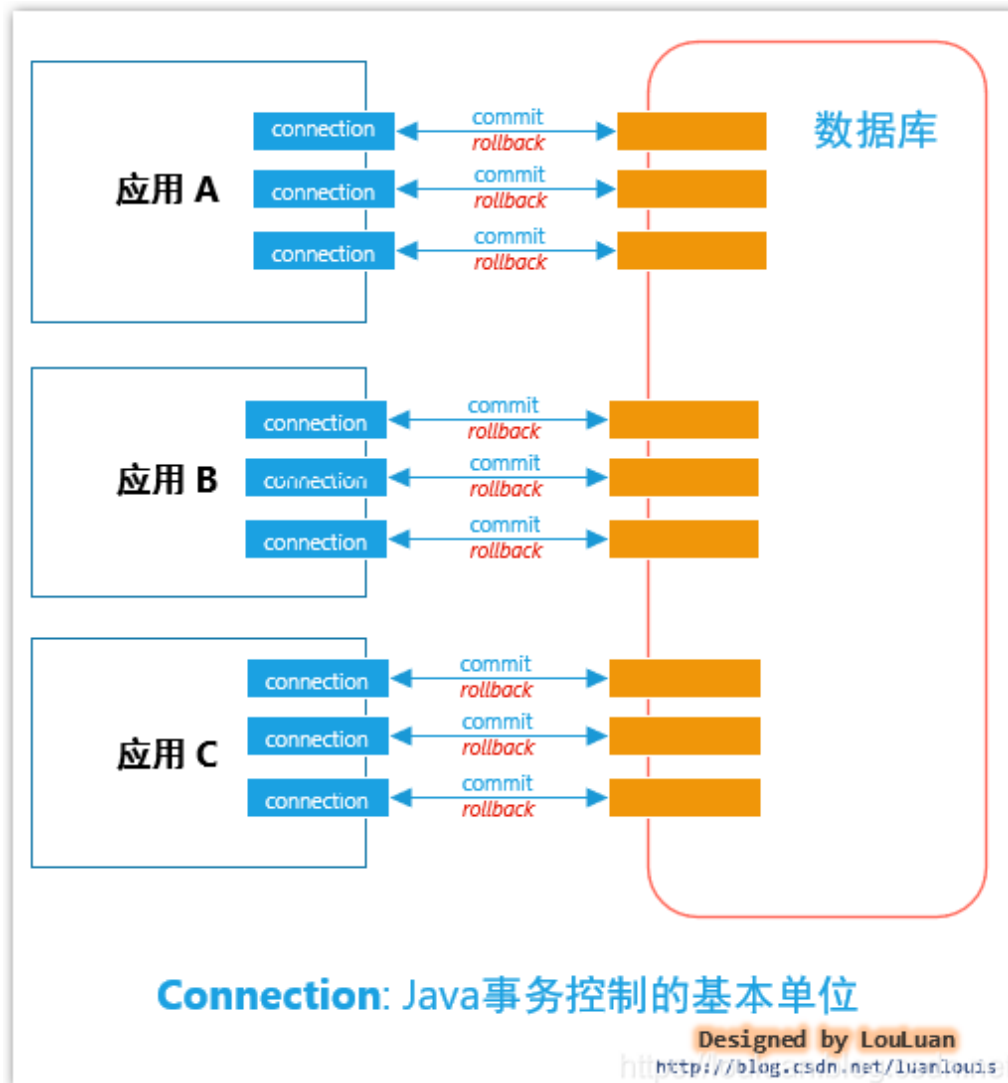 数据库
connection
commit
rollback
connection
commit
rollback
应用 A
connection
commit
rollback
connection
commit
rollback
connection
commit
rollback
应用 B
connection
commit
rollback
connection
commit
rollback
connection
commit
rollback
应用 C
connection
commit
rollback
Connection: Java事务控制的基本单位
Designed by LouLuan
http://blog.csdn.net/luanlouis